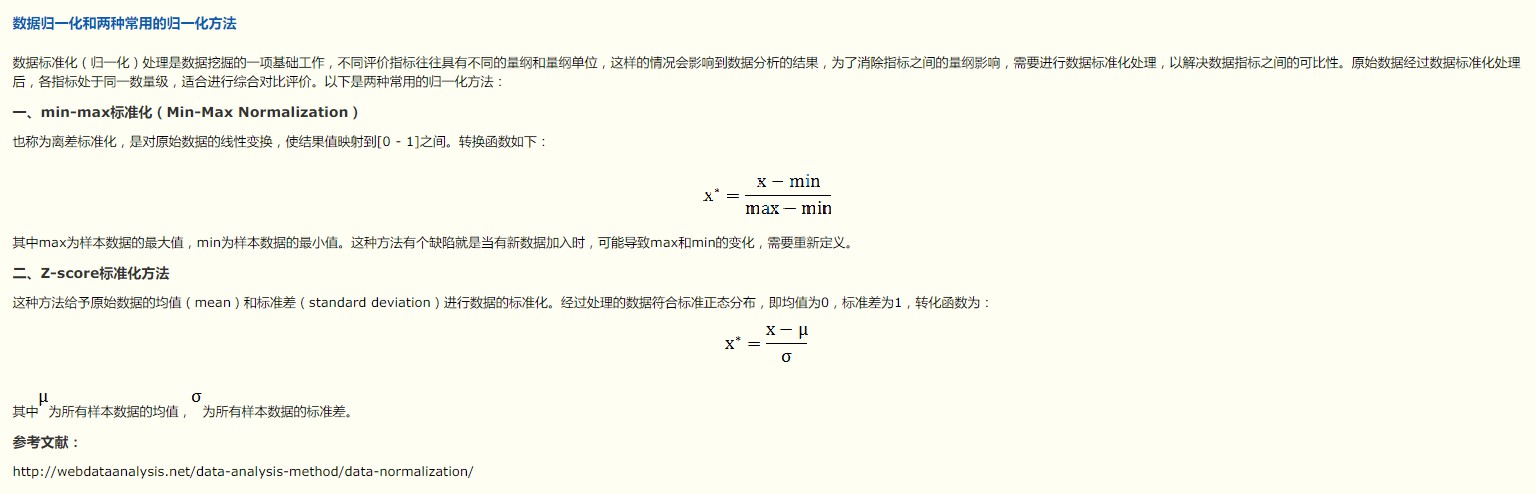 数据归一化和两种常用的归一化方法
数据标准化（归一化）处理是数据挖掘的一项基础工作，不同评价指标往往具有不同的量纲和量纲单位，这样的情况会影响到数据分析的结果，为了消除指标之间的量纲影响，需要进行数据标准化处理，以解决数据指标之间的可比性。原始数据经过数据标准化处理
后，各指标处于同一数量级，适合进行综合对比评价。以下是两种常用的归一化方法：
一、min-max标准化（Min-Max Normalization）
也称为离差标准化，是对原始数据的线性变换，使结果值映射到[0 - 1]之间。转换函数如下：
x* = (x − min) / (max − min)
其中max为样本数据的最大值，min为样本数据的最小值。这种方法有个缺陷就是当有新数据加入时，可能导致max和min的变化，需要重新定义。
二、Z-score标准化方法
这种方法给予原始数据的均值（mean）和标准差（standard deviation）进行数据的标准化。经过处理的数据符合标准正态分布，即均值为0，标准差为1，转化函数为：
x* = (x − μ) / σ
其中μ为所有样本数据的均值，σ为所有样本数据的标准差。
参考文献：
http://webdataanalysis.net/data-analysis-method/data-normalization/